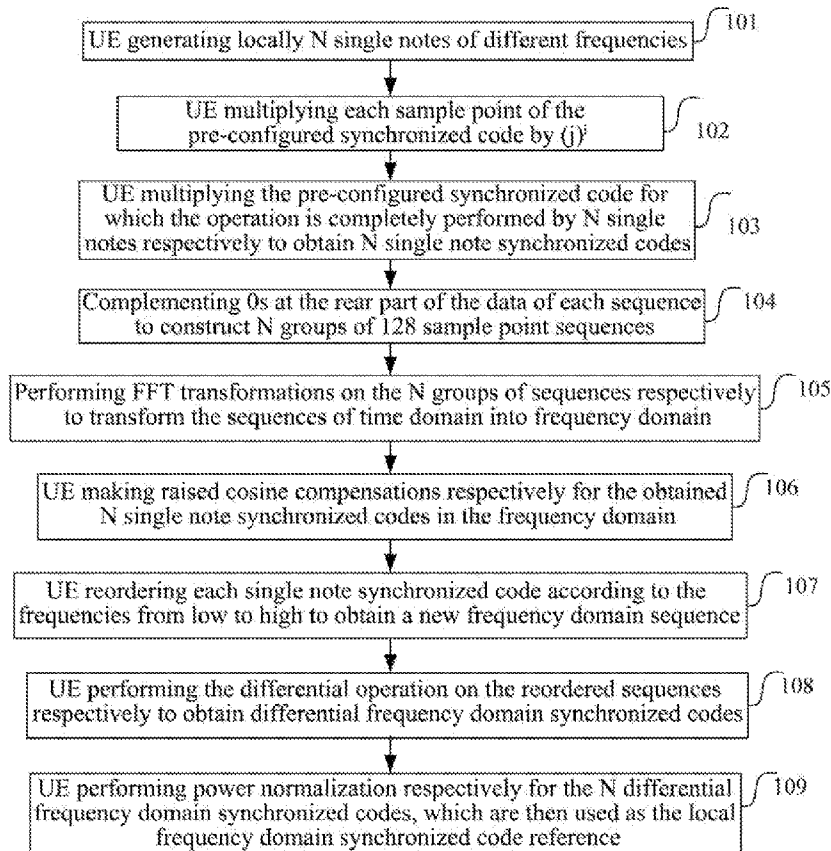 UE generating locally N single notes of different frequencies
101
UE multiplying each sample point of the
pre-configured synchronized code by (j)^i
102
UE multiplying the pre-configured synchronized code for
which the operation is completely performed by N single
notes respectively to obtain N single note synchronized codes
103
Complementing 0s at the rear part of the data of each sequence
to construct N groups of 128 sample point sequences
104
Performing FFT transformations on the N groups of sequences respectively
to transform the sequences of time domain into frequency domain
105
UE making raised cosine compensations respectively for the obtained
N single note synchronized codes in the frequency domain
106
UE reordering each single note synchronized code according to the
frequencies from low to high to obtain a new frequency domain sequence
107
UE performing the differential operation on the reordered sequences
respectively to obtain differential frequency domain synchronized codes
108
UE performing power normalization respectively for the N differential
frequency domain synchronized codes, which are then used as the local
frequency domain synchronized code reference
109